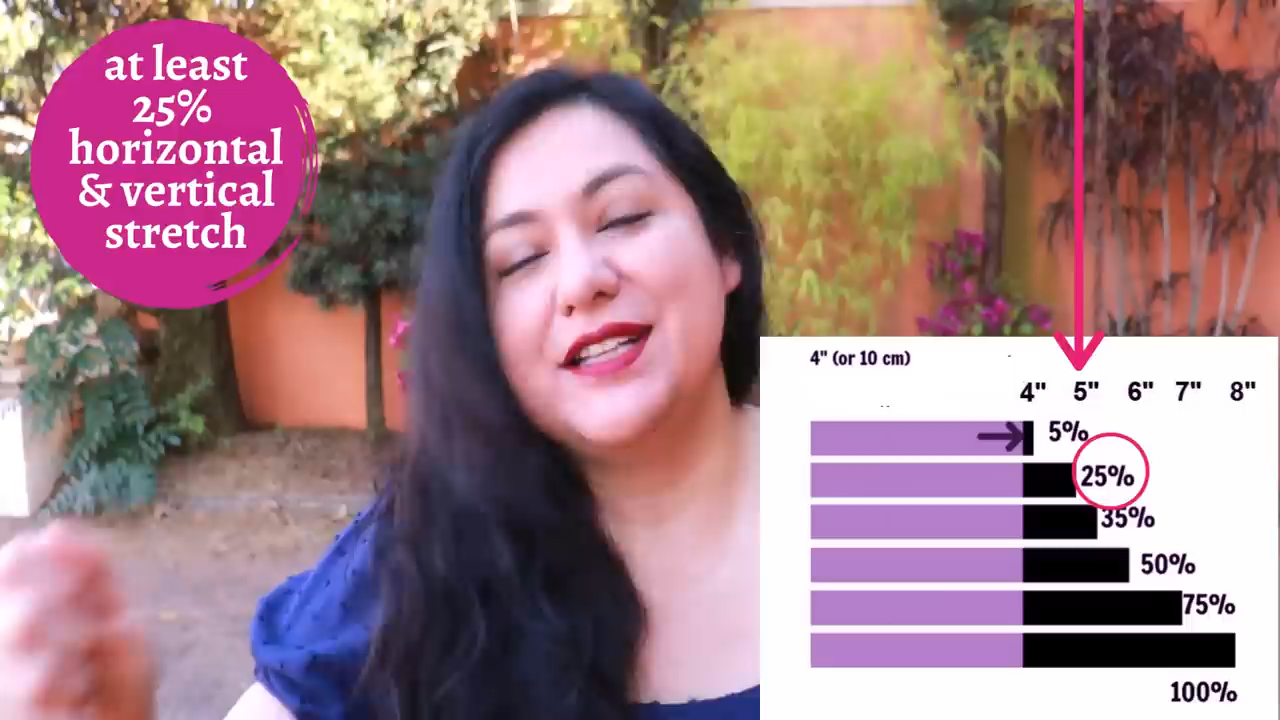 at least
25%
horizontal
& vertical
stretch
4" (or 10 cm)
4" 5" 6" 7" 8"
5%
25%
35%
50%
75%
100%